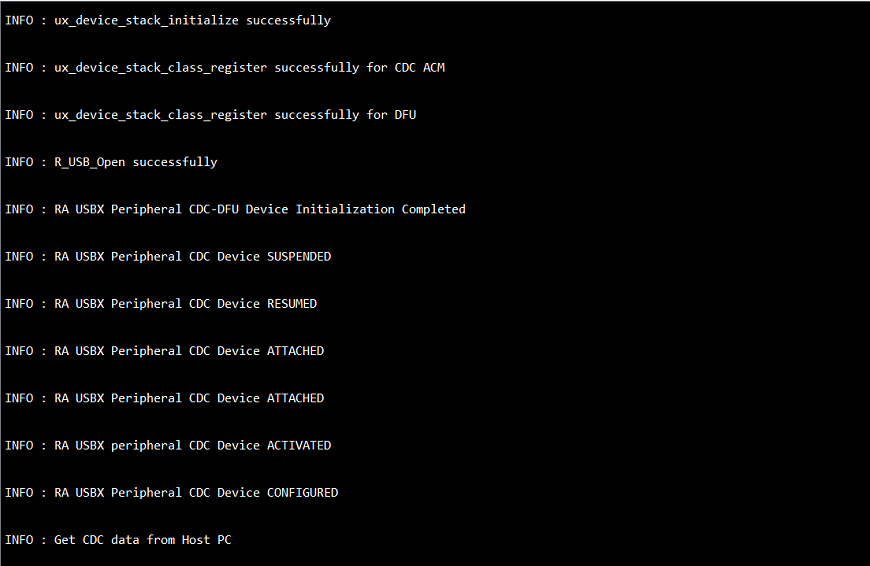 INFO : ux_device_stack_initialize successfully
INFO : ux_device_stack_class_register successfully for CDC ACM
INFO : ux_device_stack_class_register successfully for DFU
INFO : R_USB_Open successfully
INFO : RA USBX Peripheral CDC-DFU Device Initialization Completed
INFO : RA USBX Peripheral CDC Device SUSPENDED
INFO : RA USBX Peripheral CDC Device RESUMED
INFO : RA USBX Peripheral CDC Device ATTACHED
INFO : RA USBX Peripheral CDC Device ATTACHED
INFO : RA USBX peripheral CDC Device ACTIVATED
INFO : RA USBX Peripheral CDC Device CONFIGURED
INFO : Get CDC data from Host PC